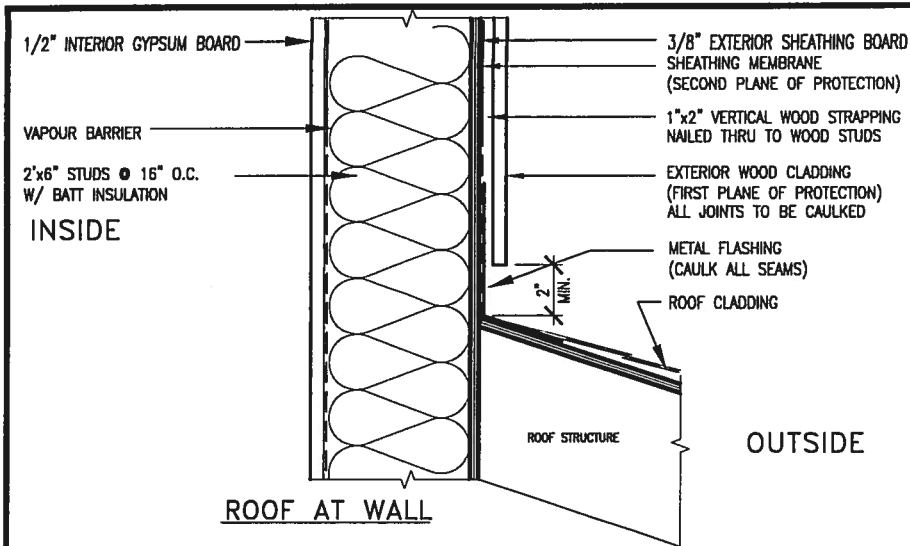 1/2" INTERIOR GYPSUM BOARD
VAPOUR BARRIER
2'x6" STUDS @ 16" O.C.
W/ BATT INSULATION
INSIDE
3/8" EXTERIOR SHEATHING BOARD
SHEATHING MEMBRANE
(SECOND PLANE OF PROTECTION)
1"x2" VERTICAL WOOD STRAPPING
NAILED THRU TO WOOD STUDS
EXTERIOR WOOD CLADDING
(FIRST PLANE OF PROTECTION)
ALL JOINTS TO BE CAULKED
METAL FLASHING
(CAULK ALL SEAMS)
2"
MIN.
ROOF CLADDING
ROOF STRUCTURE
OUTSIDE
ROOF AT WALL